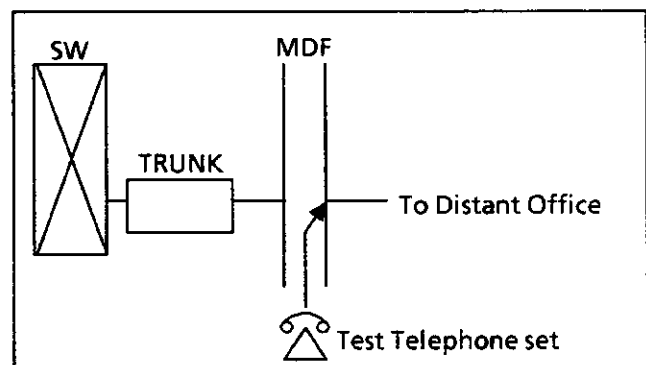 SW
MDF
TRUNK
To Distant Office
Test Telephone set